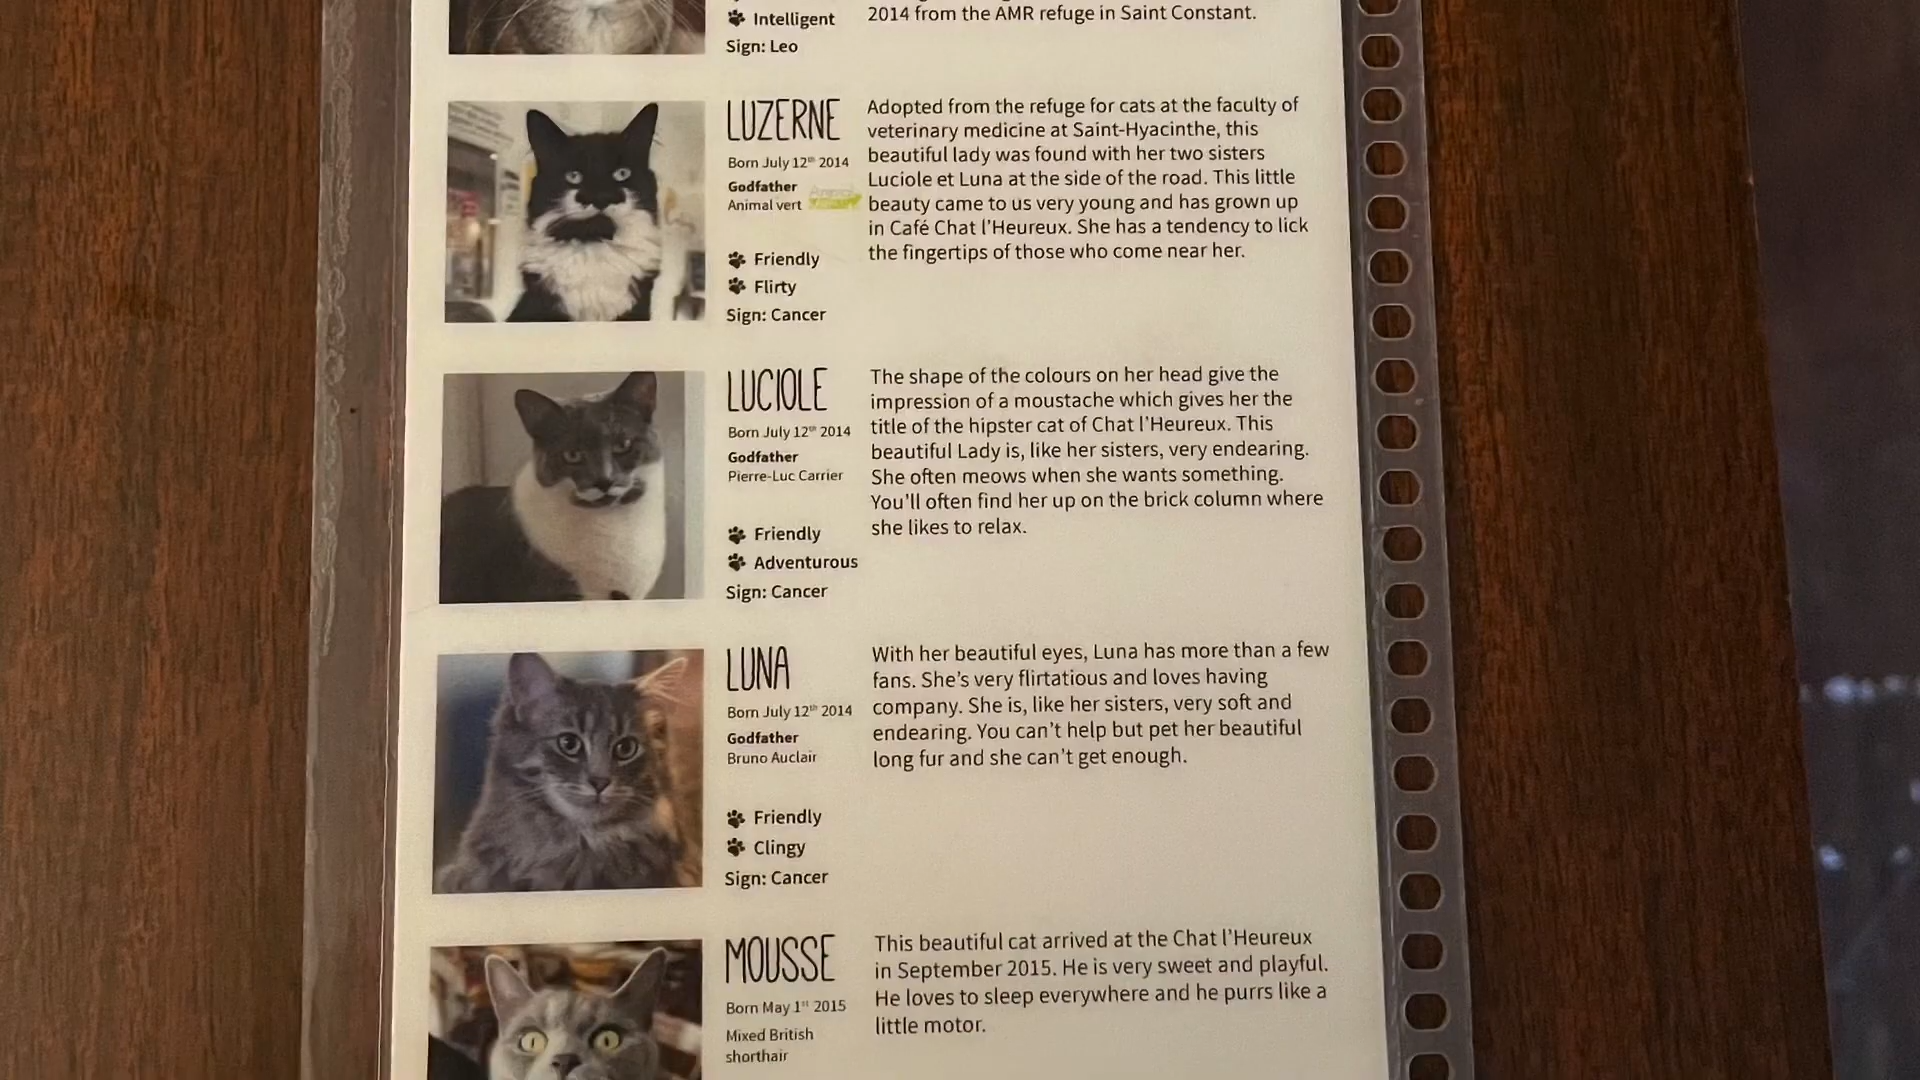 Intelligent
Sign: Leo
2014 from the AMR refuge in Saint Constant.
LUZERNE
Born July 12th 2014
Godfather
Animal vert
Friendly
Flirty
Sign: Cancer
Adopted from the refuge for cats at the faculty of
veterinary medicine at Saint-Hyacinthe, this
beautiful lady was found with her two sisters
Luciole et Luna at the side of the road. This little
beauty came to us very young and has grown up
in Café Chat l'Heureux. She has a tendency to lick
the fingertips of those who come near her.
LUCIOLE
Born July 12th 2014
Godfather
Pierre-Luc Carrier
Friendly
Adventurous
Sign: Cancer
The shape of the colours on her head give the
impression of a moustache which gives her the
title of the hipster cat of Chat l'Heureux. This
beautiful Lady is, like her sisters, very endearing.
She often meows when she wants something.
You'll often find her up on the brick column where
she likes to relax.
LUNA
Born July 12th 2014
Godfather
Bruno Auclair
Friendly
Clingy
Sign: Cancer
With her beautiful eyes, Luna has more than a few
fans. She's very flirtatious and loves having
company. She is, like her sisters, very soft and
endearing. You can't help but pet her beautiful
long fur and she can't get enough.
MOUSSE
Born May 1st 2015
Mixed British
shorthair
This beautiful cat arrived at the Chat l'Heureux
in September 2015. He is very sweet and playful.
He loves to sleep everywhere and he purrs like a
little motor.